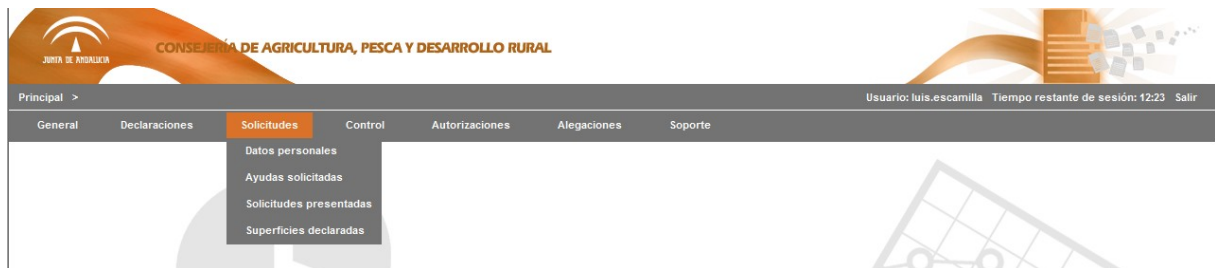 JUNTA DE ANDALUCIA
CONSEJERÍA DE AGRICULTURA, PESCA Y DESARROLLO RURAL
Principal > Usuario: luis.escamilla Tiempo restante de sesión: 12:23 Salir
General Declaraciones Solicitudes Control Autorizaciones Alegaciones Soporte
Datos personales
Ayudas solicitadas
Solicitudes presentadas
Superficies declaradas